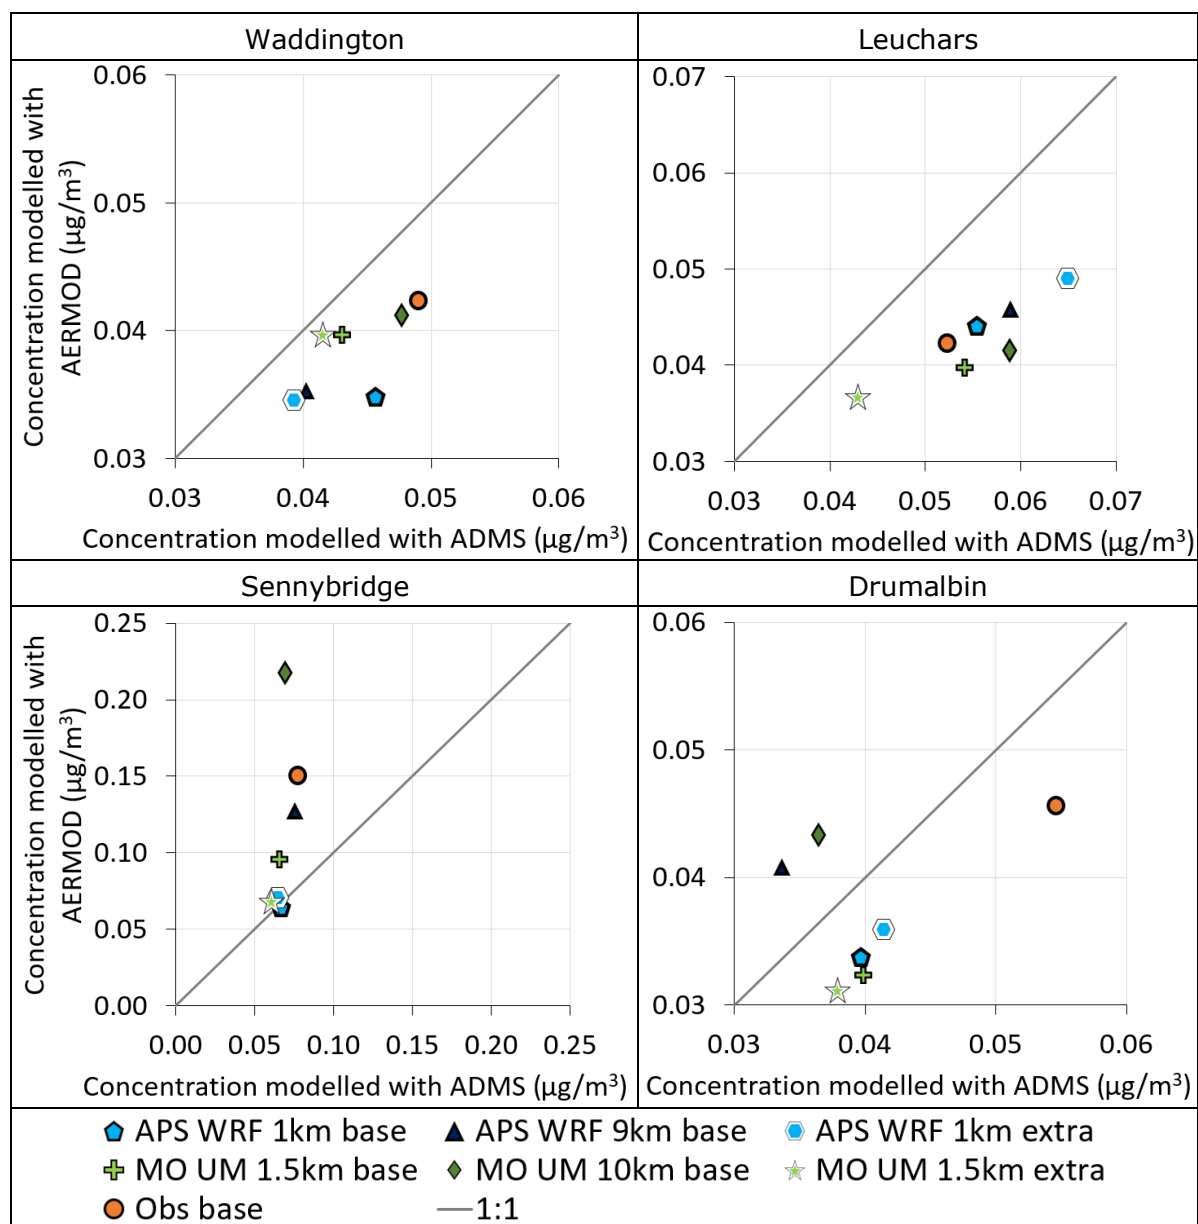 Waddington
Leuchars
Concentration modelled with
AERMOD (µg/m³)
0.06
0.05
0.04
0.03
0.03 0.04 0.05 0.06
Concentration modelled with ADMS (µg/m³)
0.07
0.06
0.05
0.04
0.03
0.03 0.04 0.05 0.06 0.07
Concentration modelled with ADMS (µg/m³)
Sennybridge
Drumalbin
Concentration modelled with
AERMOD (µg/m³)
0.25
0.20
0.15
0.10
0.05
0.00
0.00 0.05 0.10 0.15 0.20 0.25
Concentration modelled with ADMS (µg/m³)
0.06
0.05
0.04
0.03
0.03 0.04 0.05 0.06
Concentration modelled with ADMS (µg/m³)
APS WRF 1km base APS WRF 9km base APS WRF 1km extra
MO UM 1.5km base MO UM 10km base MO UM 1.5km extra
Obs base 1:1